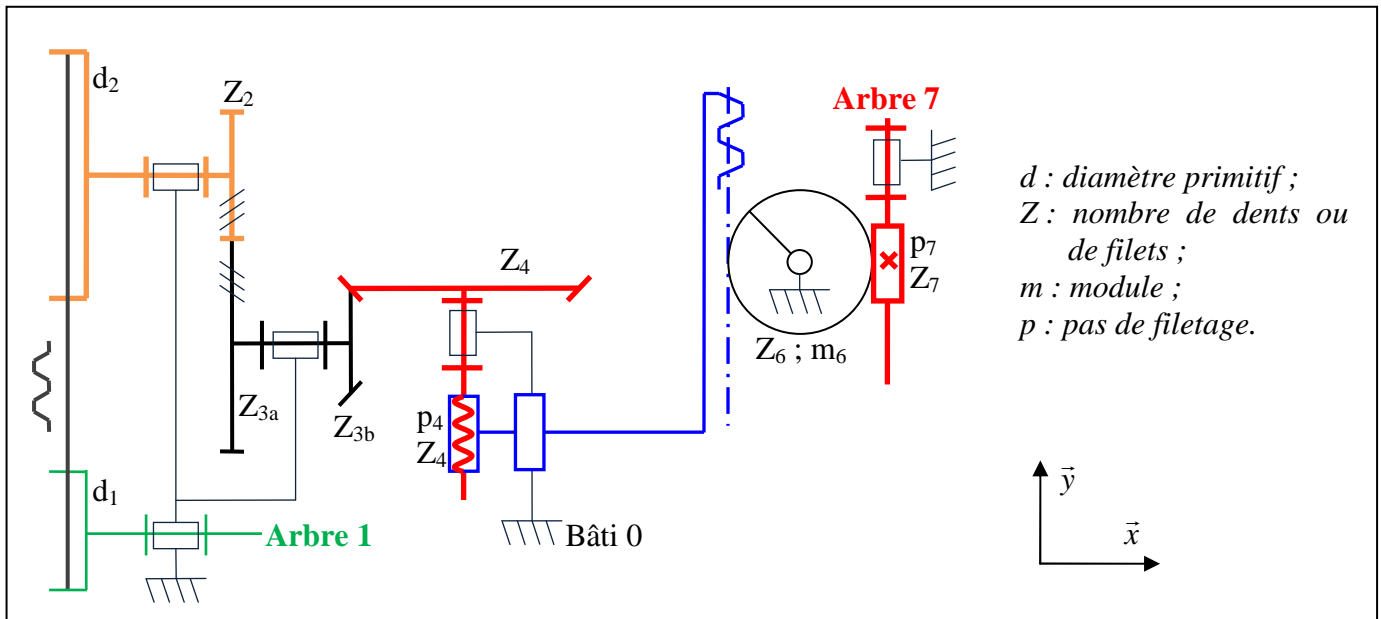 d₂
Z₂
Arbre 7
d : diamètre primitif ;
Z : nombre de dents ou
de filets ;
m : module ;
p : pas de filetage.
p₇
Z₇
Z₄
Z₆ ; m₆
Z₃ₐ
Z₃b
p₄
Z₄
d₁
Arbre 1
Bâti 0
y⃗
x⃗